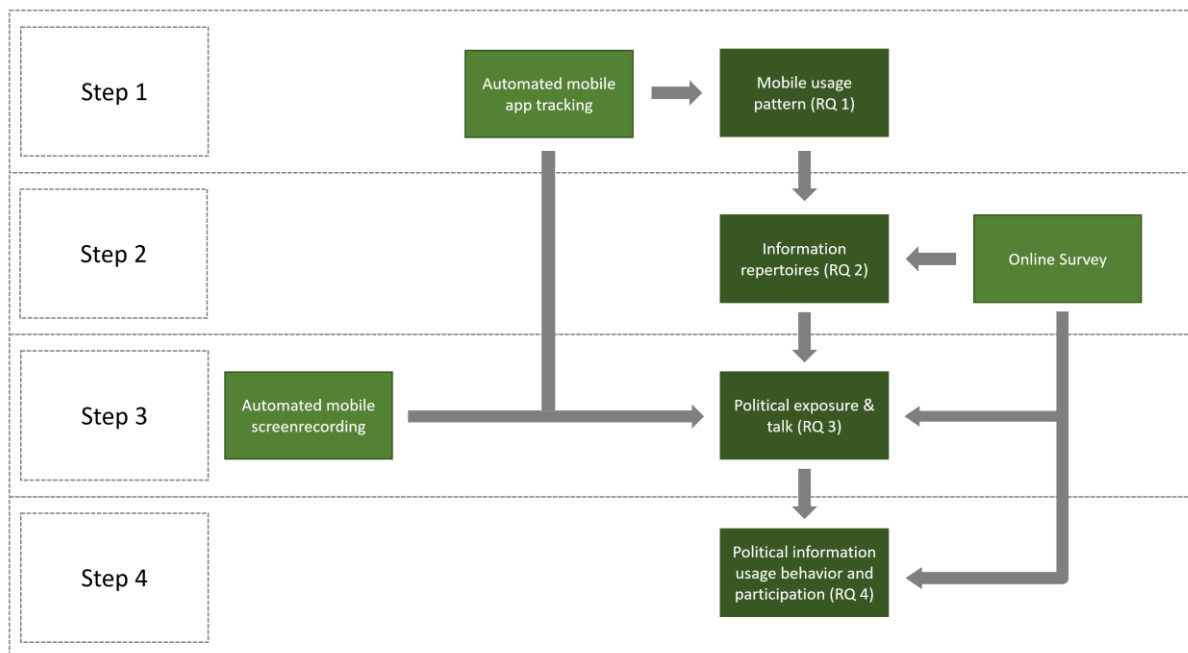 Step 1
Automated mobile
app tracking
Mobile usage
pattern (RQ 1)
Step 2
Information
repertoires (RQ 2)
Online Survey
Step 3
Automated mobile
screenrecording
Political exposure &
talk (RQ 3)
Step 4
Political information
usage behavior and
participation (RQ 4)